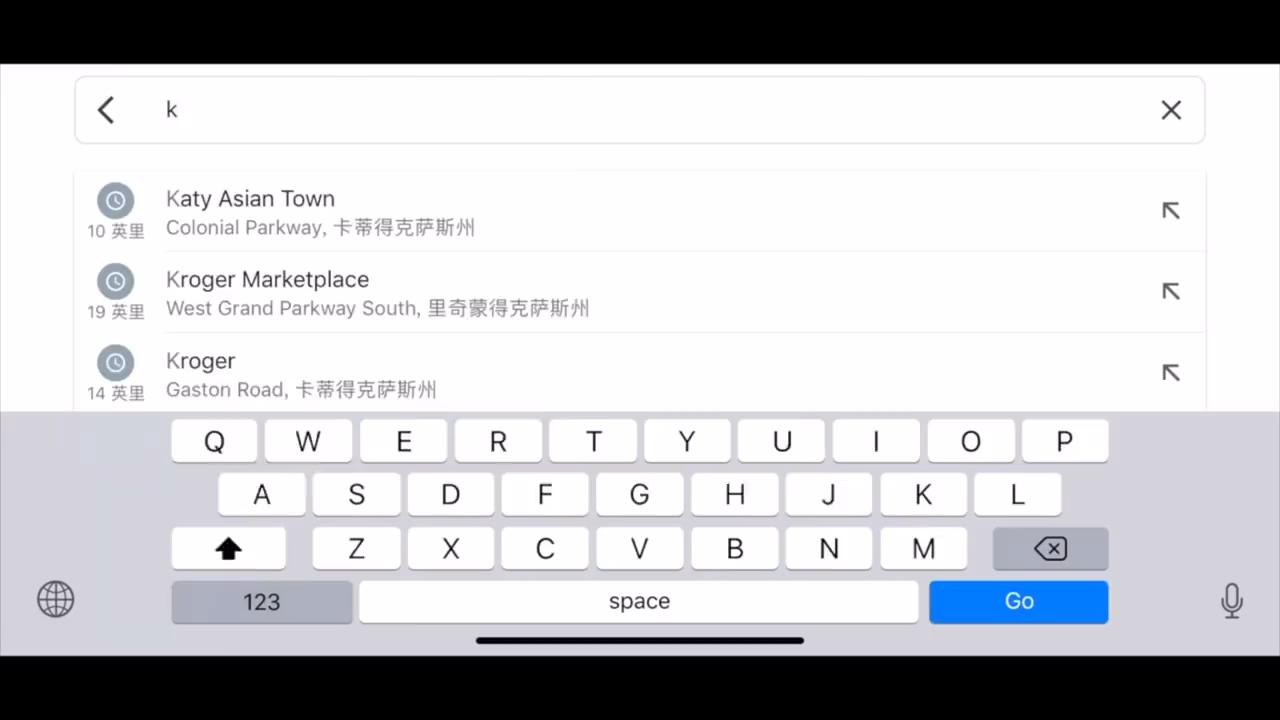 k
Katy Asian Town
Colonial Parkway, 卡蒂得克萨斯州
10 英里
Kroger Marketplace
West Grand Parkway South, 里奇蒙得克萨斯州
19 英里
Kroger
Gaston Road, 卡蒂得克萨斯州
14 英里
Q W E R T Y U I O P
A S D F G H J K L
Z X C V B N M
123 space Go